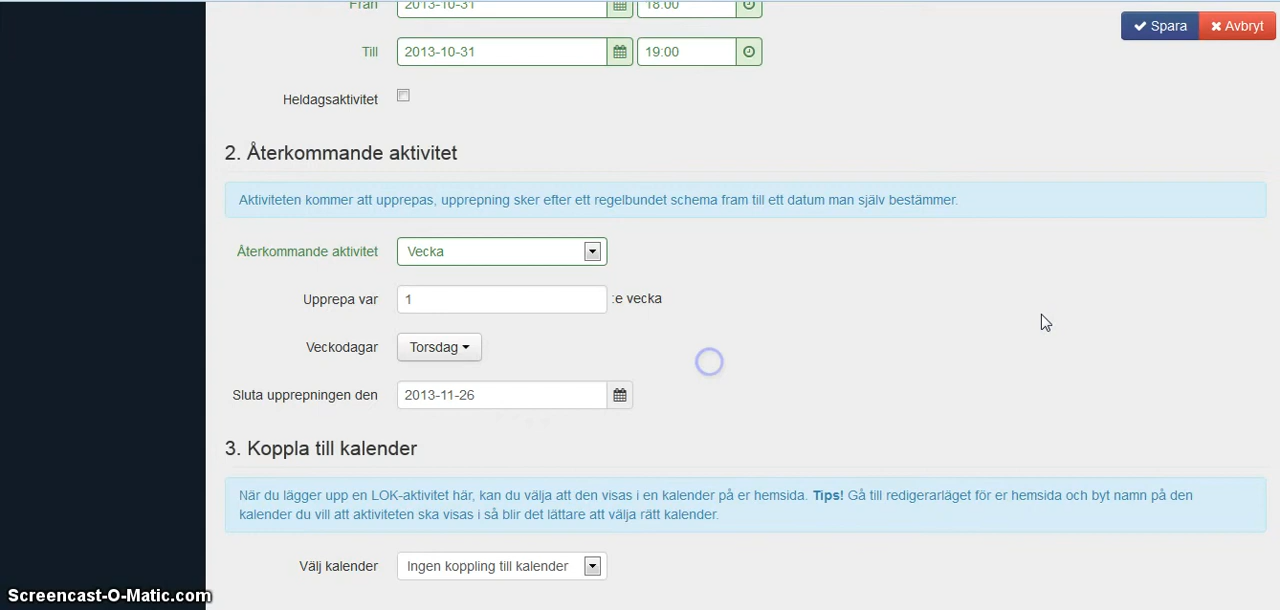 Från 2013-10-31 18:00
Spara Avbryt
Till 2013-10-31 19:00
Heldagsaktivitet
2. Återkommande aktivitet
Aktiviteten kommer att upprepas, upprepning sker efter ett regelbundet schema fram till ett datum man själv bestämmer.
Återkommande aktivitet Vecka
Upprepa var 1 :e vecka
Veckodagar Torsdag
Sluta upprepningen den 2013-11-26
3. Koppla till kalender
När du lägger upp en LOK-aktivitet här, kan du välja att den visas i en kalender på er hemsida. Tips! Gå till redigerarläget för er hemsida och byt namn på den
kalender du vill att aktiviteten ska visas i så blir det lättare att välja rätt kalender.
Välj kalender Ingen koppling till kalender
Screencast-O-Matic.com